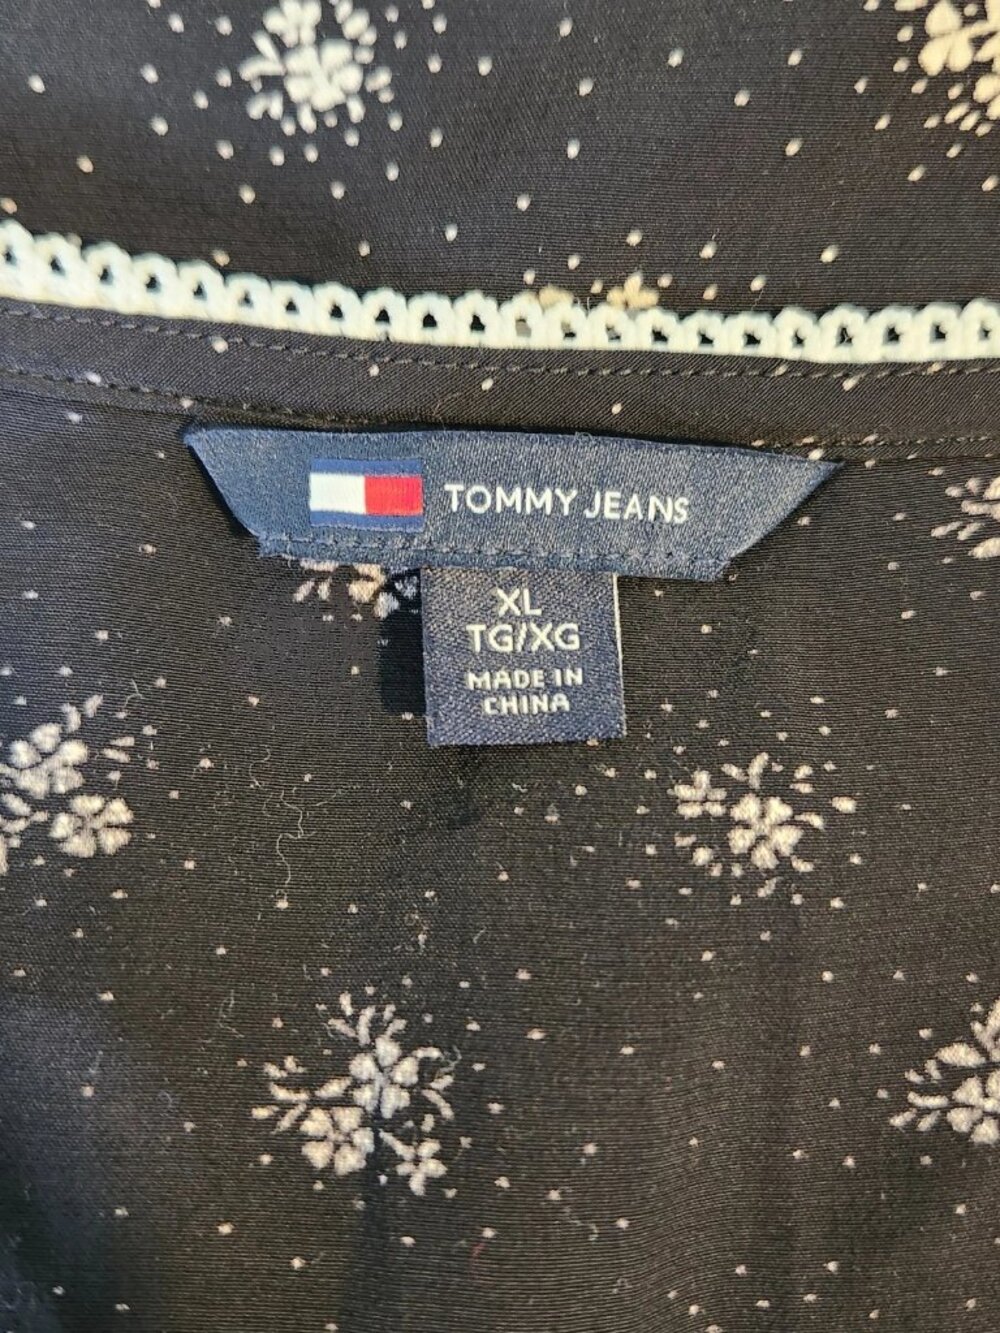 TOMMY JEANS
XL
TG/XG
MADE IN
CHINA